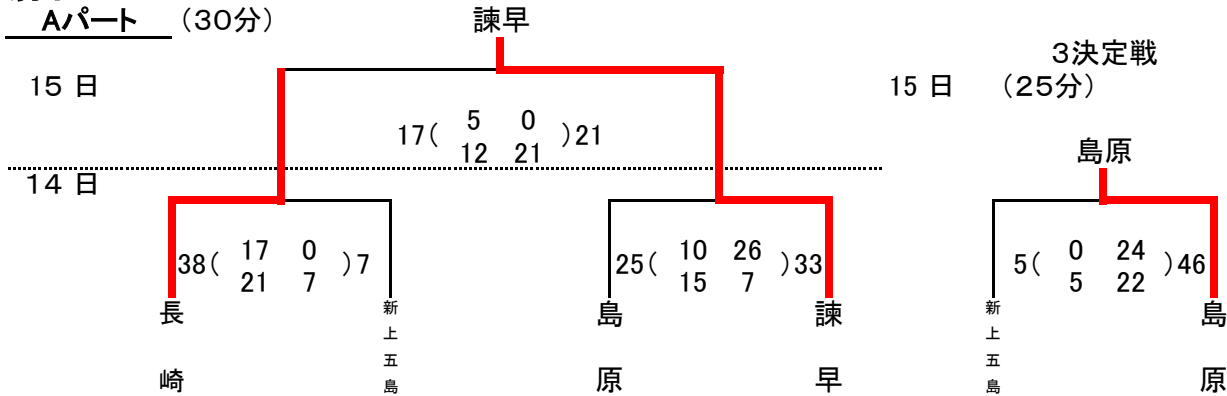 Aパート (30分)
諫早
3決定戦
15 日
15 日 (25分)
17( 5 0 )21
12 21
島原
14 日
38( 17 0 )7
21 7
25( 10 26 )33
15 7
5( 0 24 )46
5 22
長崎
新上五島
島原
諫早
新上五島
島原